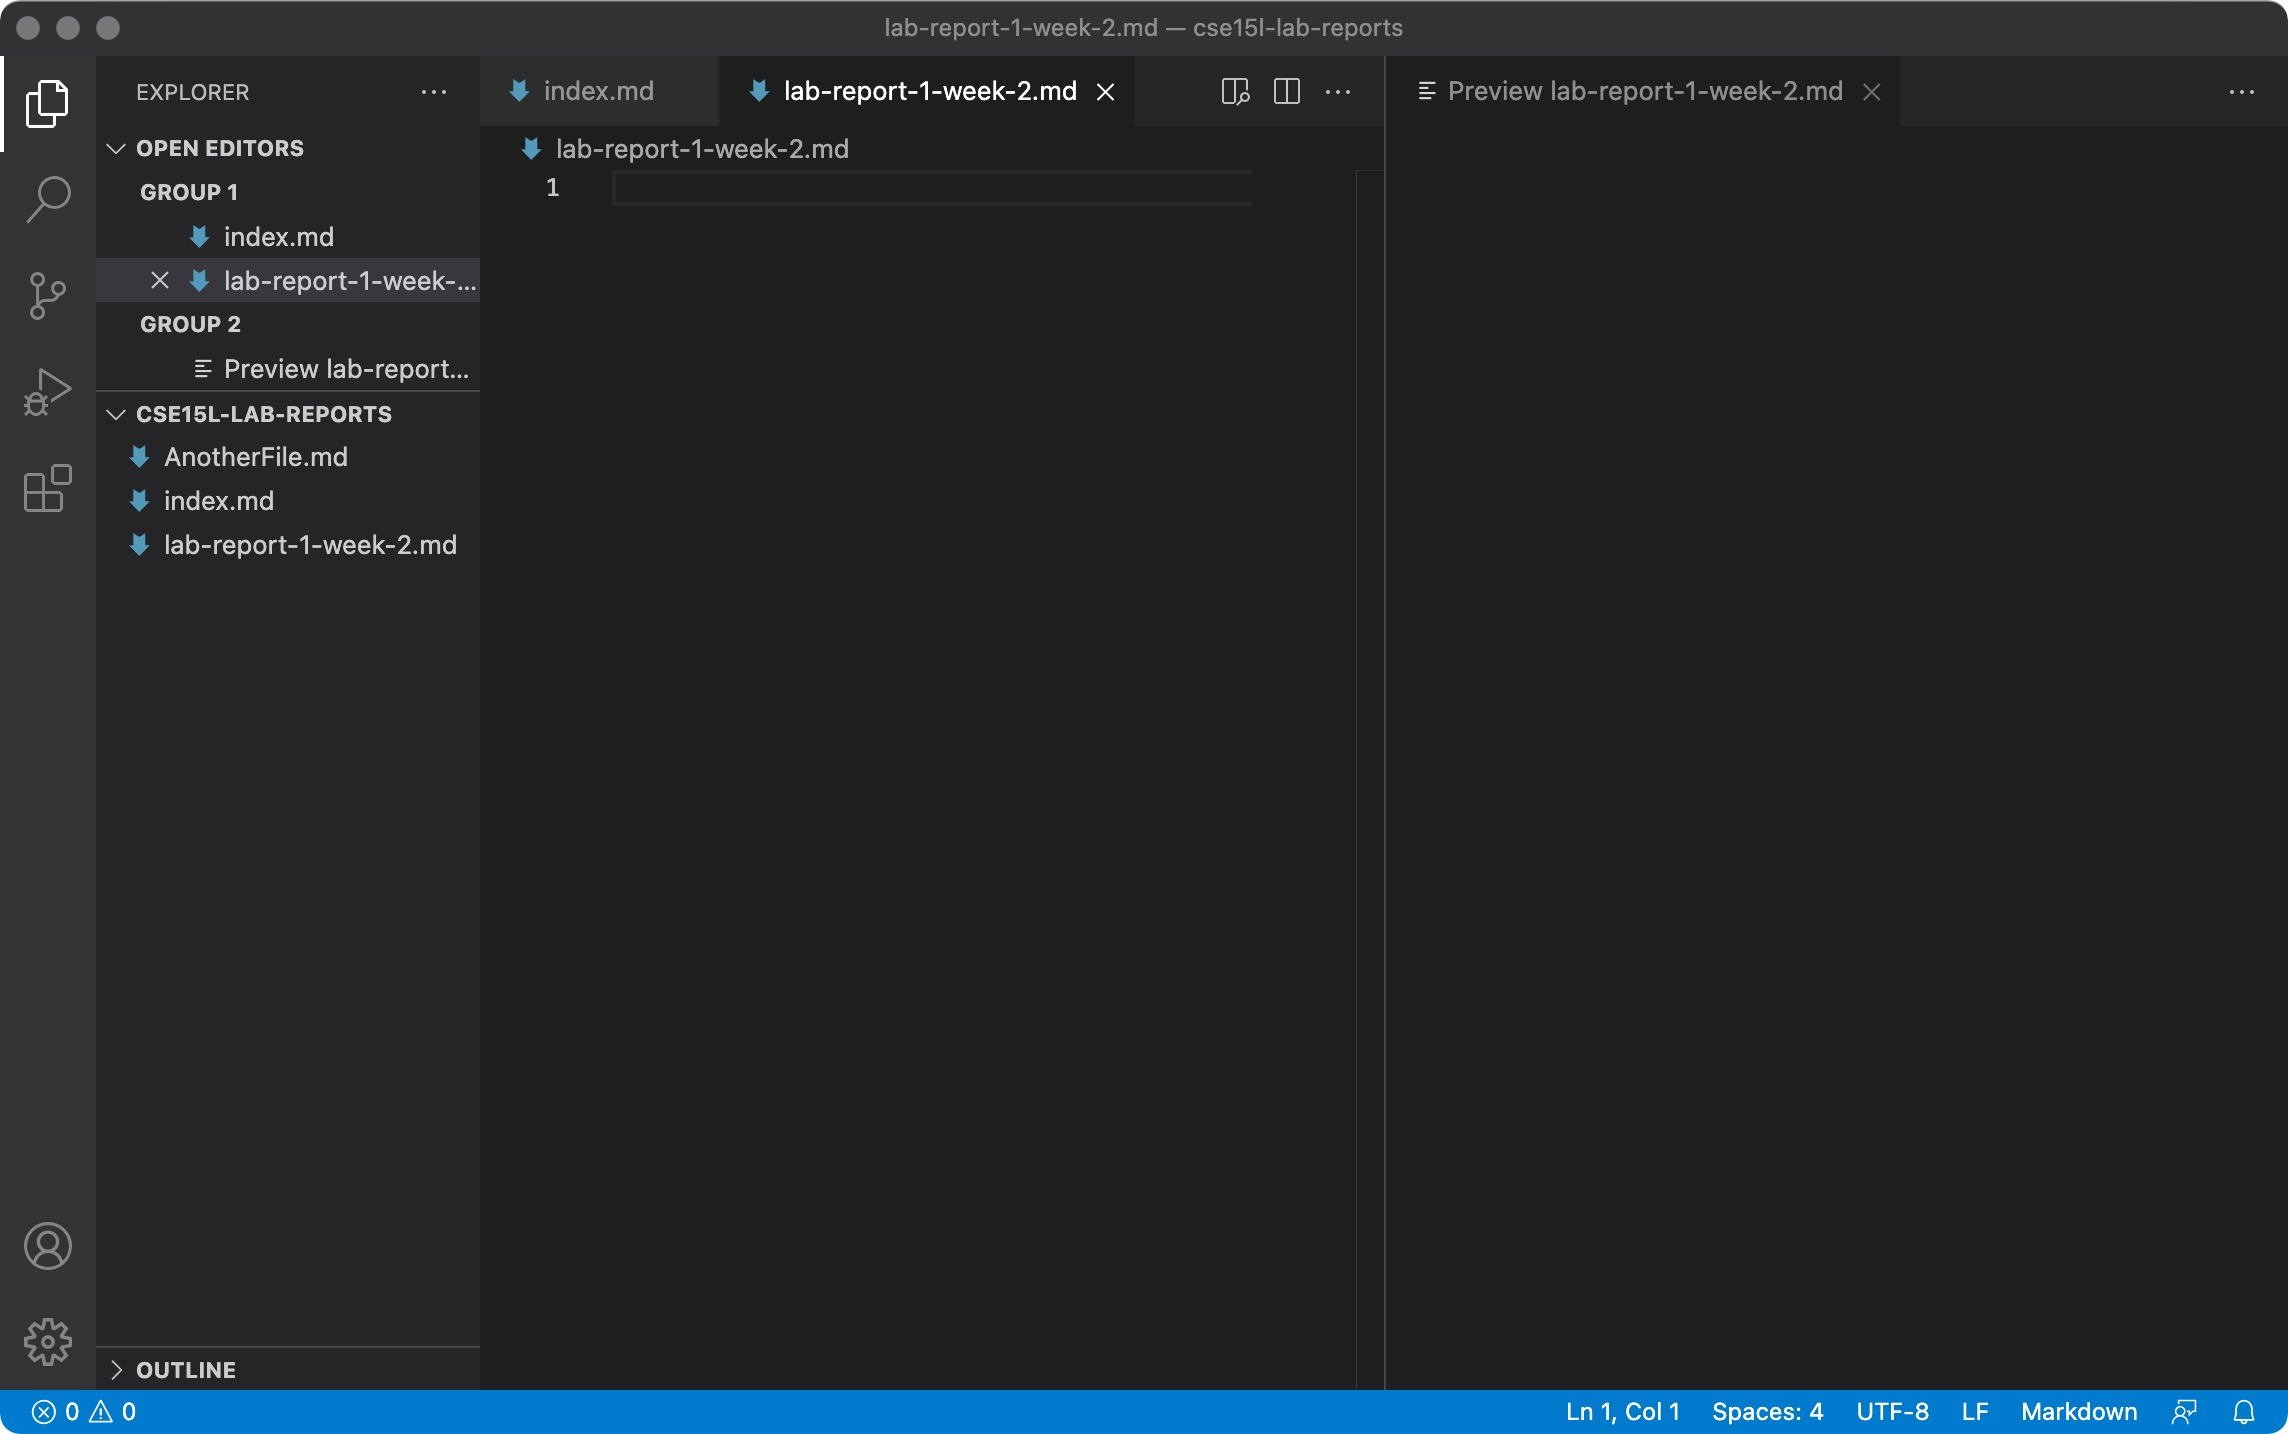 lab-report-1-week-2.md — cse15l-lab-reports
EXPLORER
OPEN EDITORS
GROUP 1
index.md
lab-report-1-week-...
GROUP 2
Preview lab-report...
CSE15L-LAB-REPORTS
AnotherFile.md
index.md
lab-report-1-week-2.md
OUTLINE
index.md
lab-report-1-week-2.md
lab-report-1-week-2.md
1
Preview lab-report-1-week-2.md
0 0
Ln 1, Col 1 Spaces: 4 UTF-8 LF Markdown